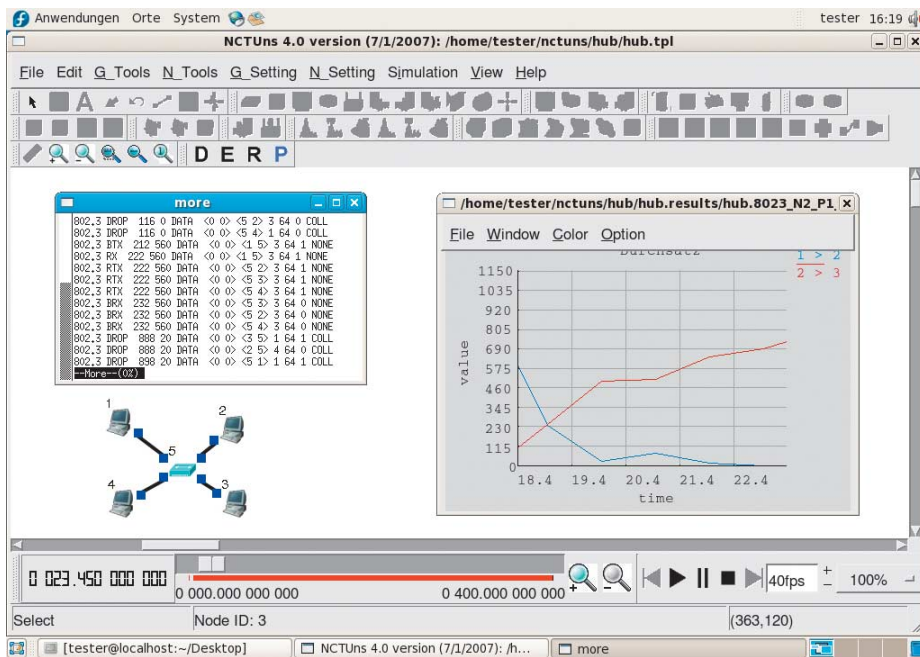 Anwendungen Orte System tester 16:19
NCTUns 4.0 version (7/1/2007): /home/tester/nctuns/hub/hub.tpl
File Edit G_Tools N_Tools G_Setting N_Setting Simulation View Help
D E R P
more
802.3 DROP 116 0 DATA <0 0> <5 2> 3 64 0 COLL
802.3 DROP 116 0 DATA <0 0> <5 4> 3 64 1 COLL
802.3 BTX 212 560 DATA <0 0> <1 5> 3 64 1 NONE
802.3 RX 222 560 DATA <0 0> <1 5> 3 64 1 NONE
802.3 RTX 222 560 DATA <0 0> <5 2> 3 64 1 NONE
802.3 RTX 222 560 DATA <0 0> <5 3> 3 64 1 NONE
802.3 RTX 222 560 DATA <0 0> <5 4> 3 64 1 NONE
802.3 BRX 232 560 DATA <0 0> <5 3> 3 64 0 NONE
802.3 BRX 232 560 DATA <0 0> <5 2> 3 64 0 NONE
802.3 BRX 232 560 DATA <0 0> <5 4> 3 64 0 NONE
802.3 DROP 888 20 DATA <0 0> <3 5> 1 64 1 COLL
802.3 DROP 888 20 DATA <0 0> <2 5> 4 64 0 COLL
802.3 DROP 898 20 DATA <0 0> <5 1> 1 64 1 COLL
--More--(0%)
/home/tester/nctuns/hub/hub.results/hub.8023_N2_P1_
File Window Color Option
Durchsatz
1 > 2
2 > 3
1150
1035
920
805
690
575
460
345
230
115
0
value
18.4 19.4 20.4 21.4 22.4
time
1
2
5
4
3
0 023.450 000 000
0 000.000 000 000
0 400.000 000 000
40fps
+
−
100%
Select
Node ID: 3
(363,120)
[tester@localhost:~/Desktop]
NCTUns 4.0 version (7/1/2007): /h...
more